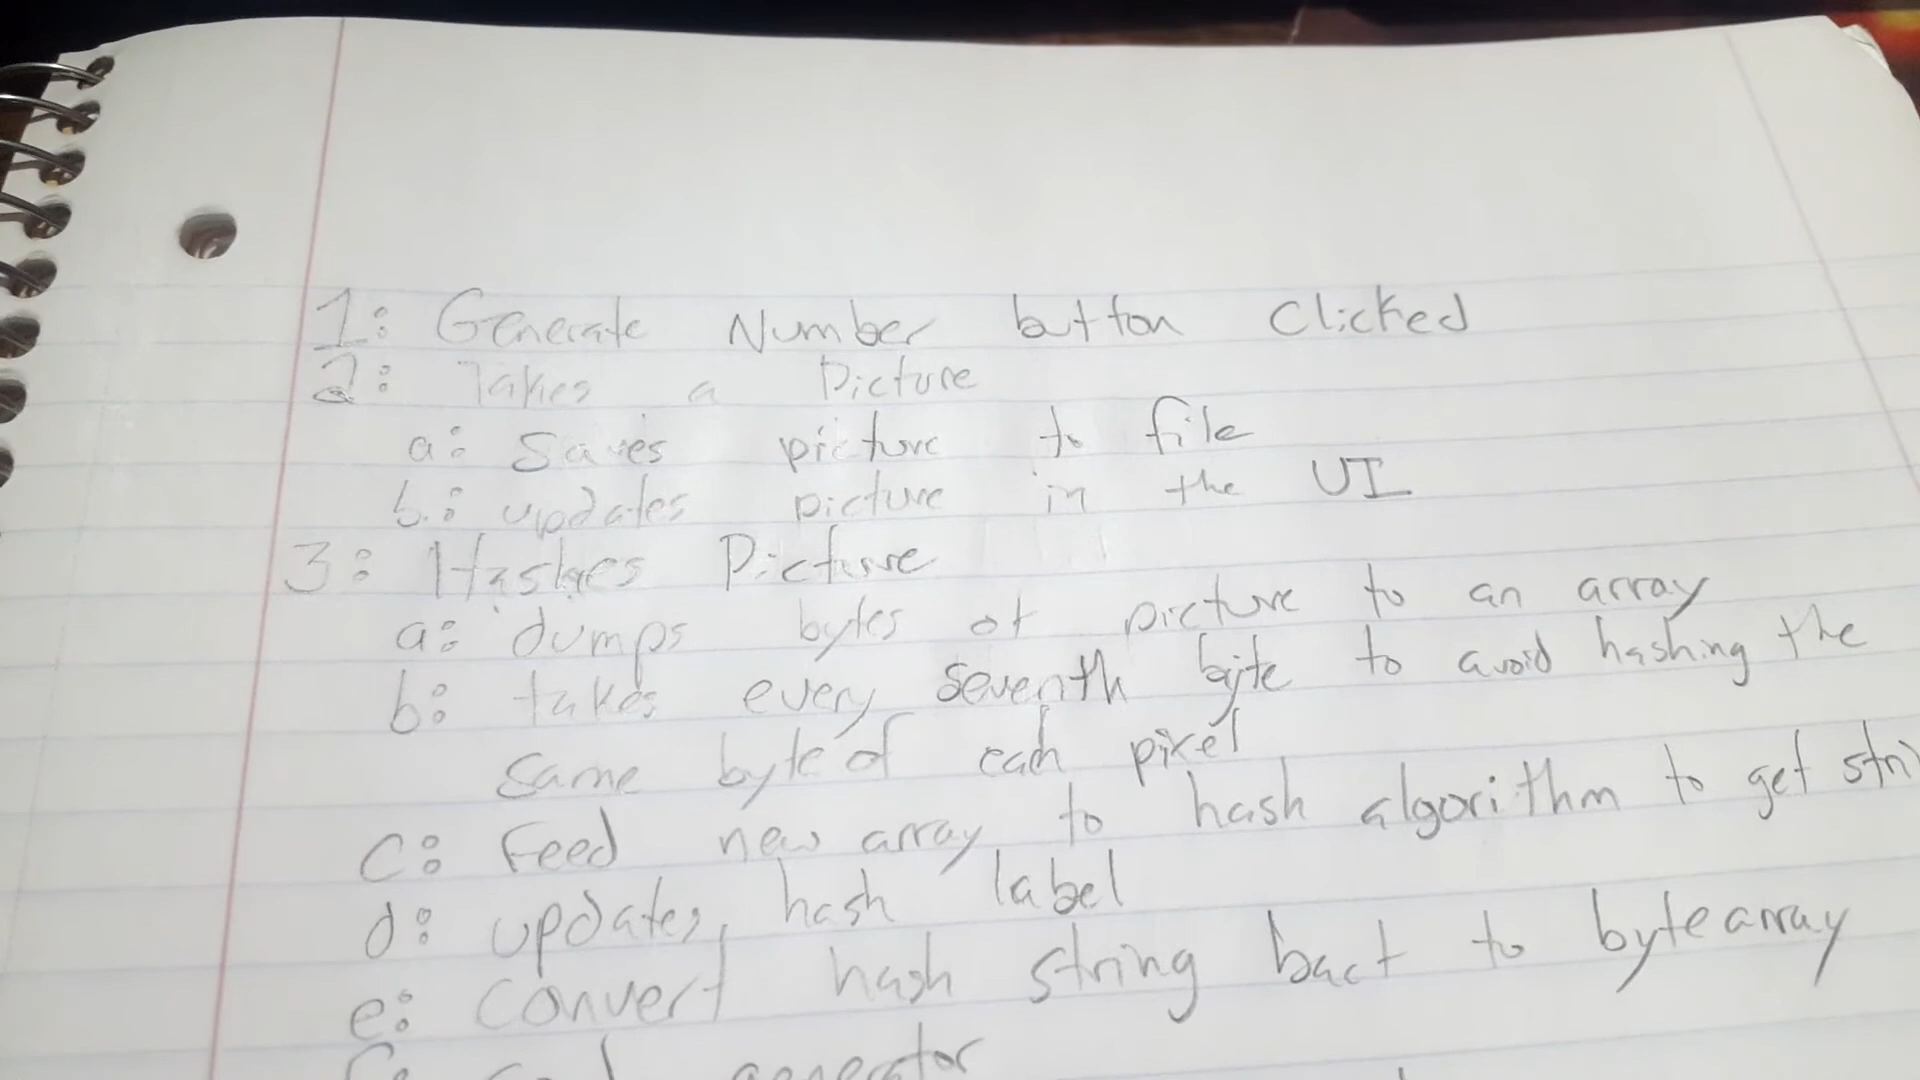 1: Generate Number button Clicked
2: Takes a Picture
a: Saves picture to file
b: updates picture in the UI
3: Hashes Picture
a: dumps bytes of picture to an array
b: takes every seventh byte to avoid hashing the
same byte of each pixel
C: Feed new array to hash algorithm to get stri
d: updates hash label
e: Convert hash string back to bytearray
generator